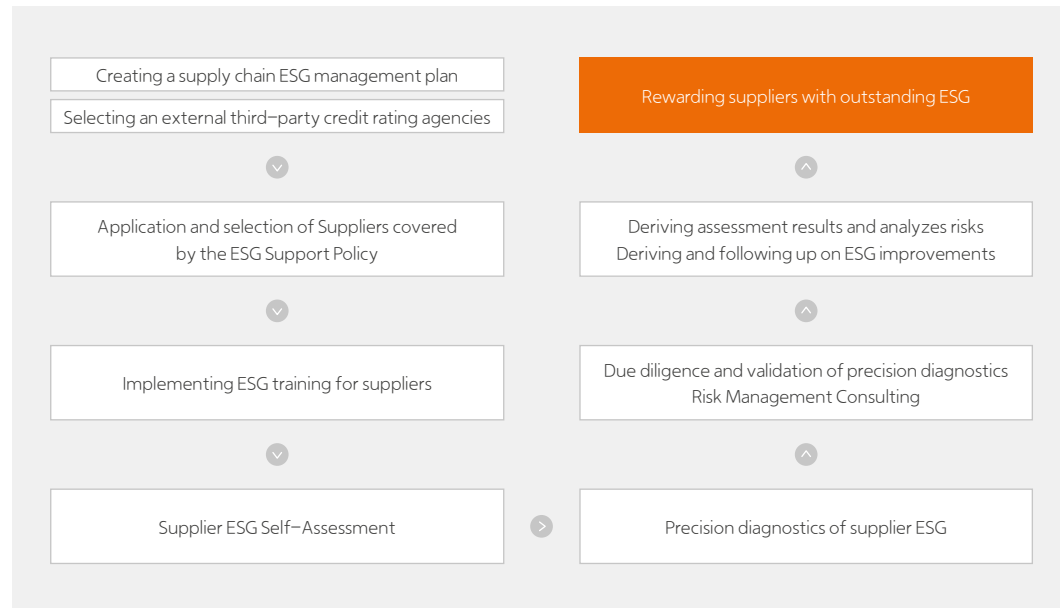 Creating a supply chain ESG management plan
Selecting an external third-party credit rating agencies
Application and selection of Suppliers covered
by the ESG Support Policy
Implementing ESG training for suppliers
Supplier ESG Self-Assessment
Precision diagnostics of supplier ESG
Due diligence and validation of precision diagnostics
Risk Management Consulting
Deriving assessment results and analyzes risks
Deriving and following up on ESG improvements
Rewarding suppliers with outstanding ESG